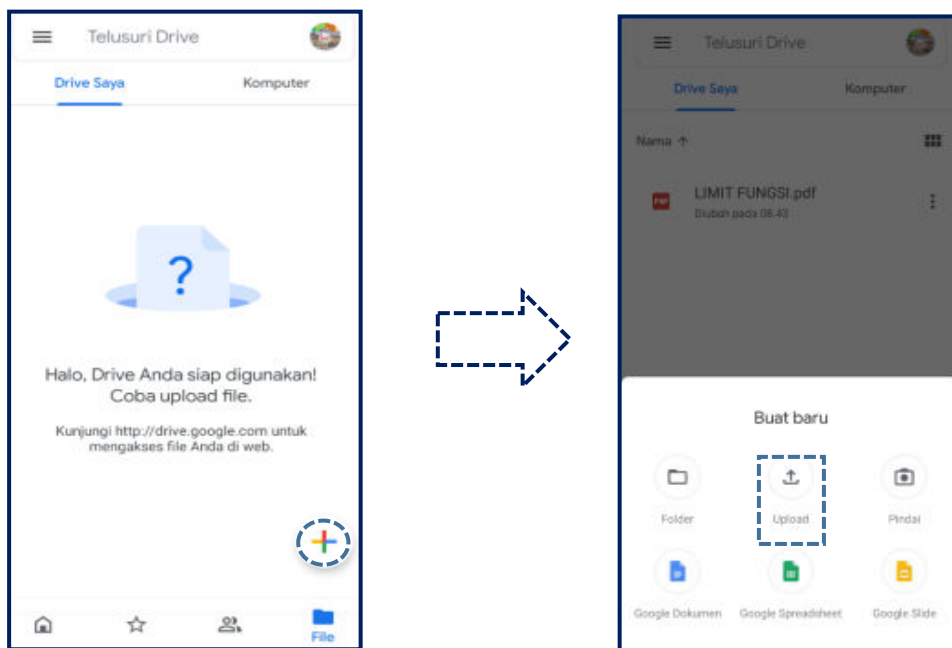 Telusuri Drive
Drive Saya
Komputer
?
Halo, Drive Anda siap digunakan!
Coba upload file.
Kunjungi http://drive.google.com untuk
mengakses file Anda di web.
File
Telusuri Drive
Drive Saya
Komputer
Nama ↑
PDF
LIMIT FUNGSI.pdf
Diubah pada 08.43
Buat baru
Folder
Upload
Pindai
Google Dokumen
Google Spreadsheet
Google Slide